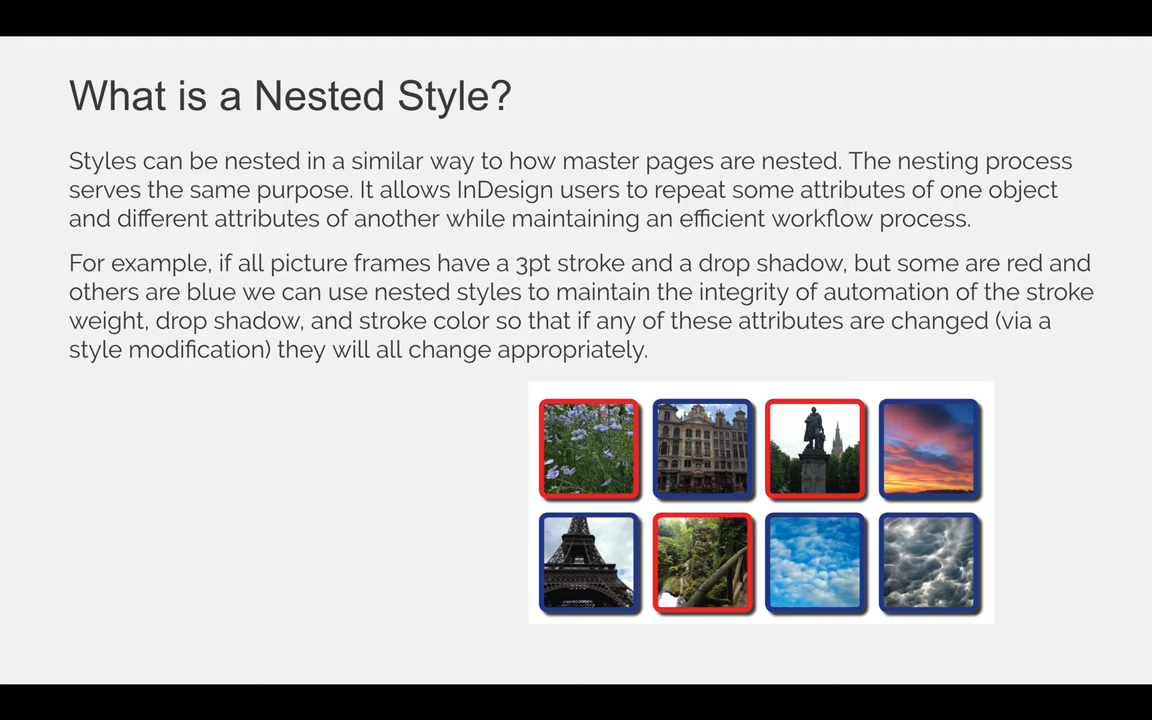 What is a Nested Style?
Styles can be nested in a similar way to how master pages are nested. The nesting process
serves the same purpose. It allows InDesign users to repeat some attributes of one object
and different attributes of another while maintaining an efficient workflow process.
For example, if all picture frames have a 3pt stroke and a drop shadow, but some are red and
others are blue we can use nested styles to maintain the integrity of automation of the stroke
weight, drop shadow, and stroke color so that if any of these attributes are changed (via a
style modification) they will all change appropriately.